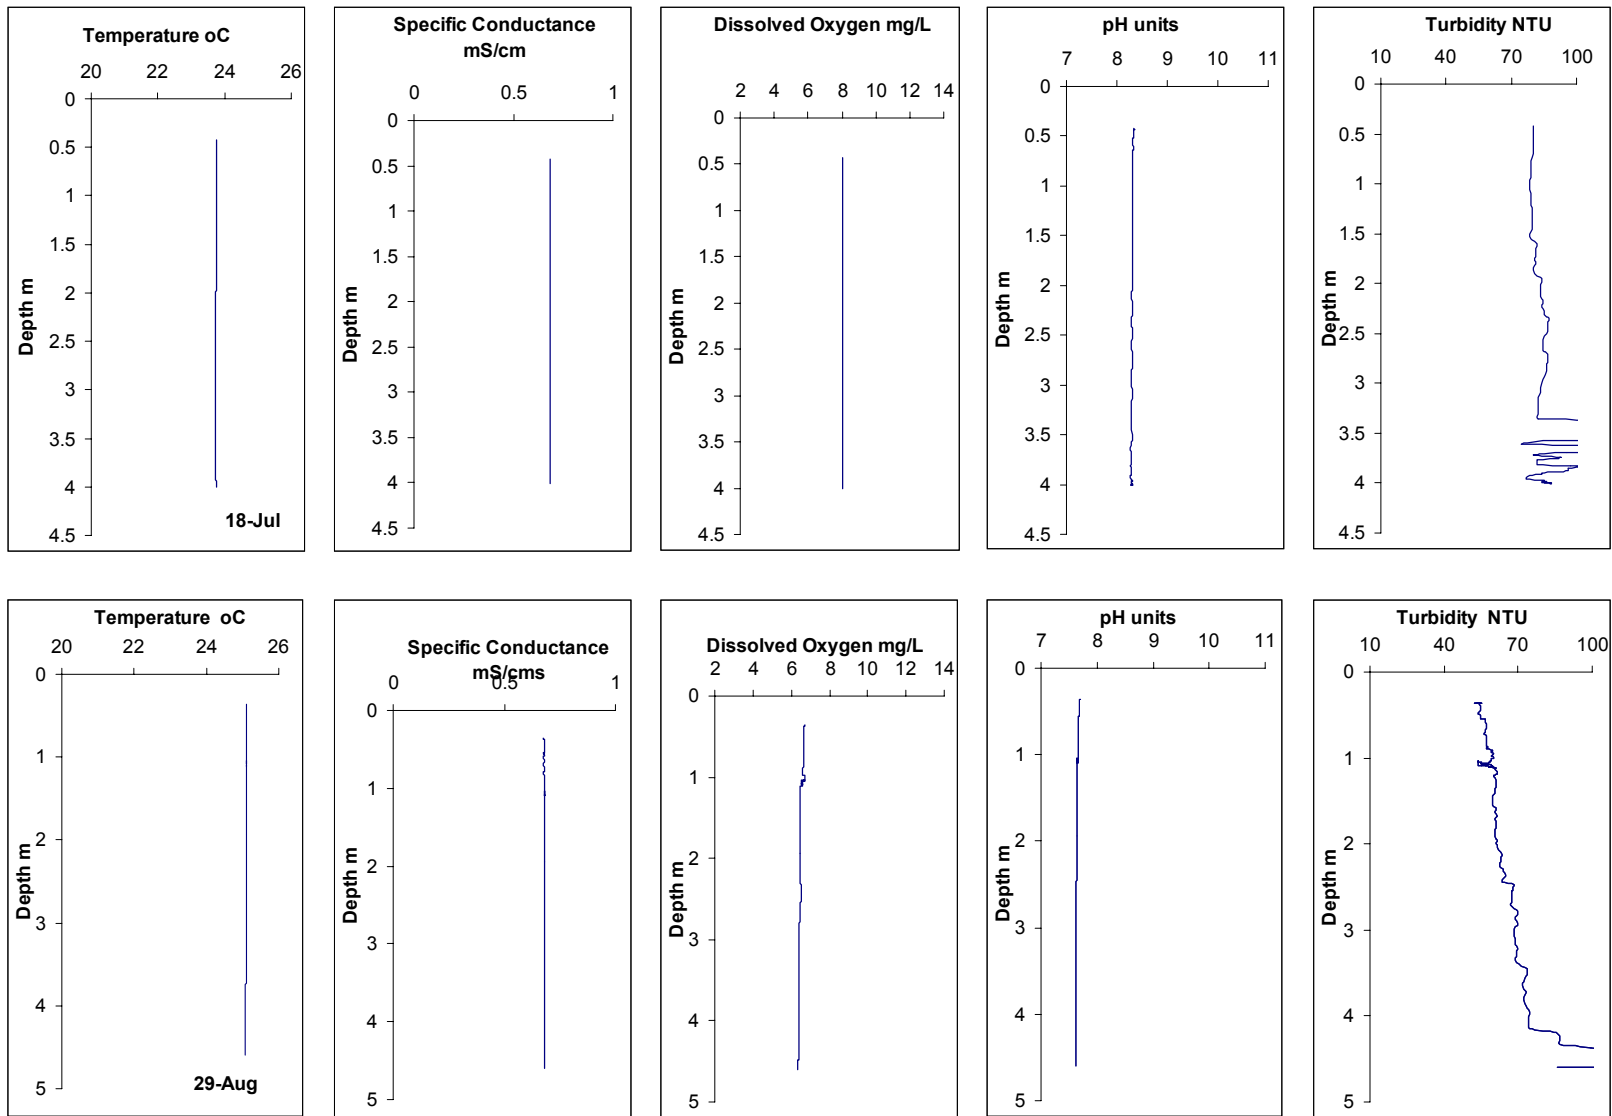 Temperature oC
20 22 24 26
0
0.5
1
1.5
2
2.5
3
3.5
4
4.5
Depth m
18-Jul
Specific Conductance
mS/cm
0 0.5 1
0
0.5
1
1.5
2
2.5
3
3.5
4
4.5
Depth m
Dissolved Oxygen mg/L
2 4 6 8 10 12 14
0
0.5
1
1.5
2
2.5
3
3.5
4
4.5
Depth m
pH units
7 8 9 10 11
0
0.5
1
1.5
2
2.5
3
3.5
4
4.5
Depth m
Turbidity NTU
10 40 70 100
0
0.5
1
1.5
2
2.5
3
3.5
4
4.5
Depth m
Temperature oC
20 22 24 26
0
1
2
3
4
5
Depth m
29-Aug
Specific Conductance
mS/cms
0 0.5 1
0
1
2
3
4
5
Depth m
Dissolved Oxygen mg/L
2 4 6 8 10 12 14
0
1
2
3
4
5
Depth m
pH units
7 8 9 10 11
0
1
2
3
4
5
Depth m
Turbidity NTU
10 40 70 100
0
1
2
3
4
5
Depth m